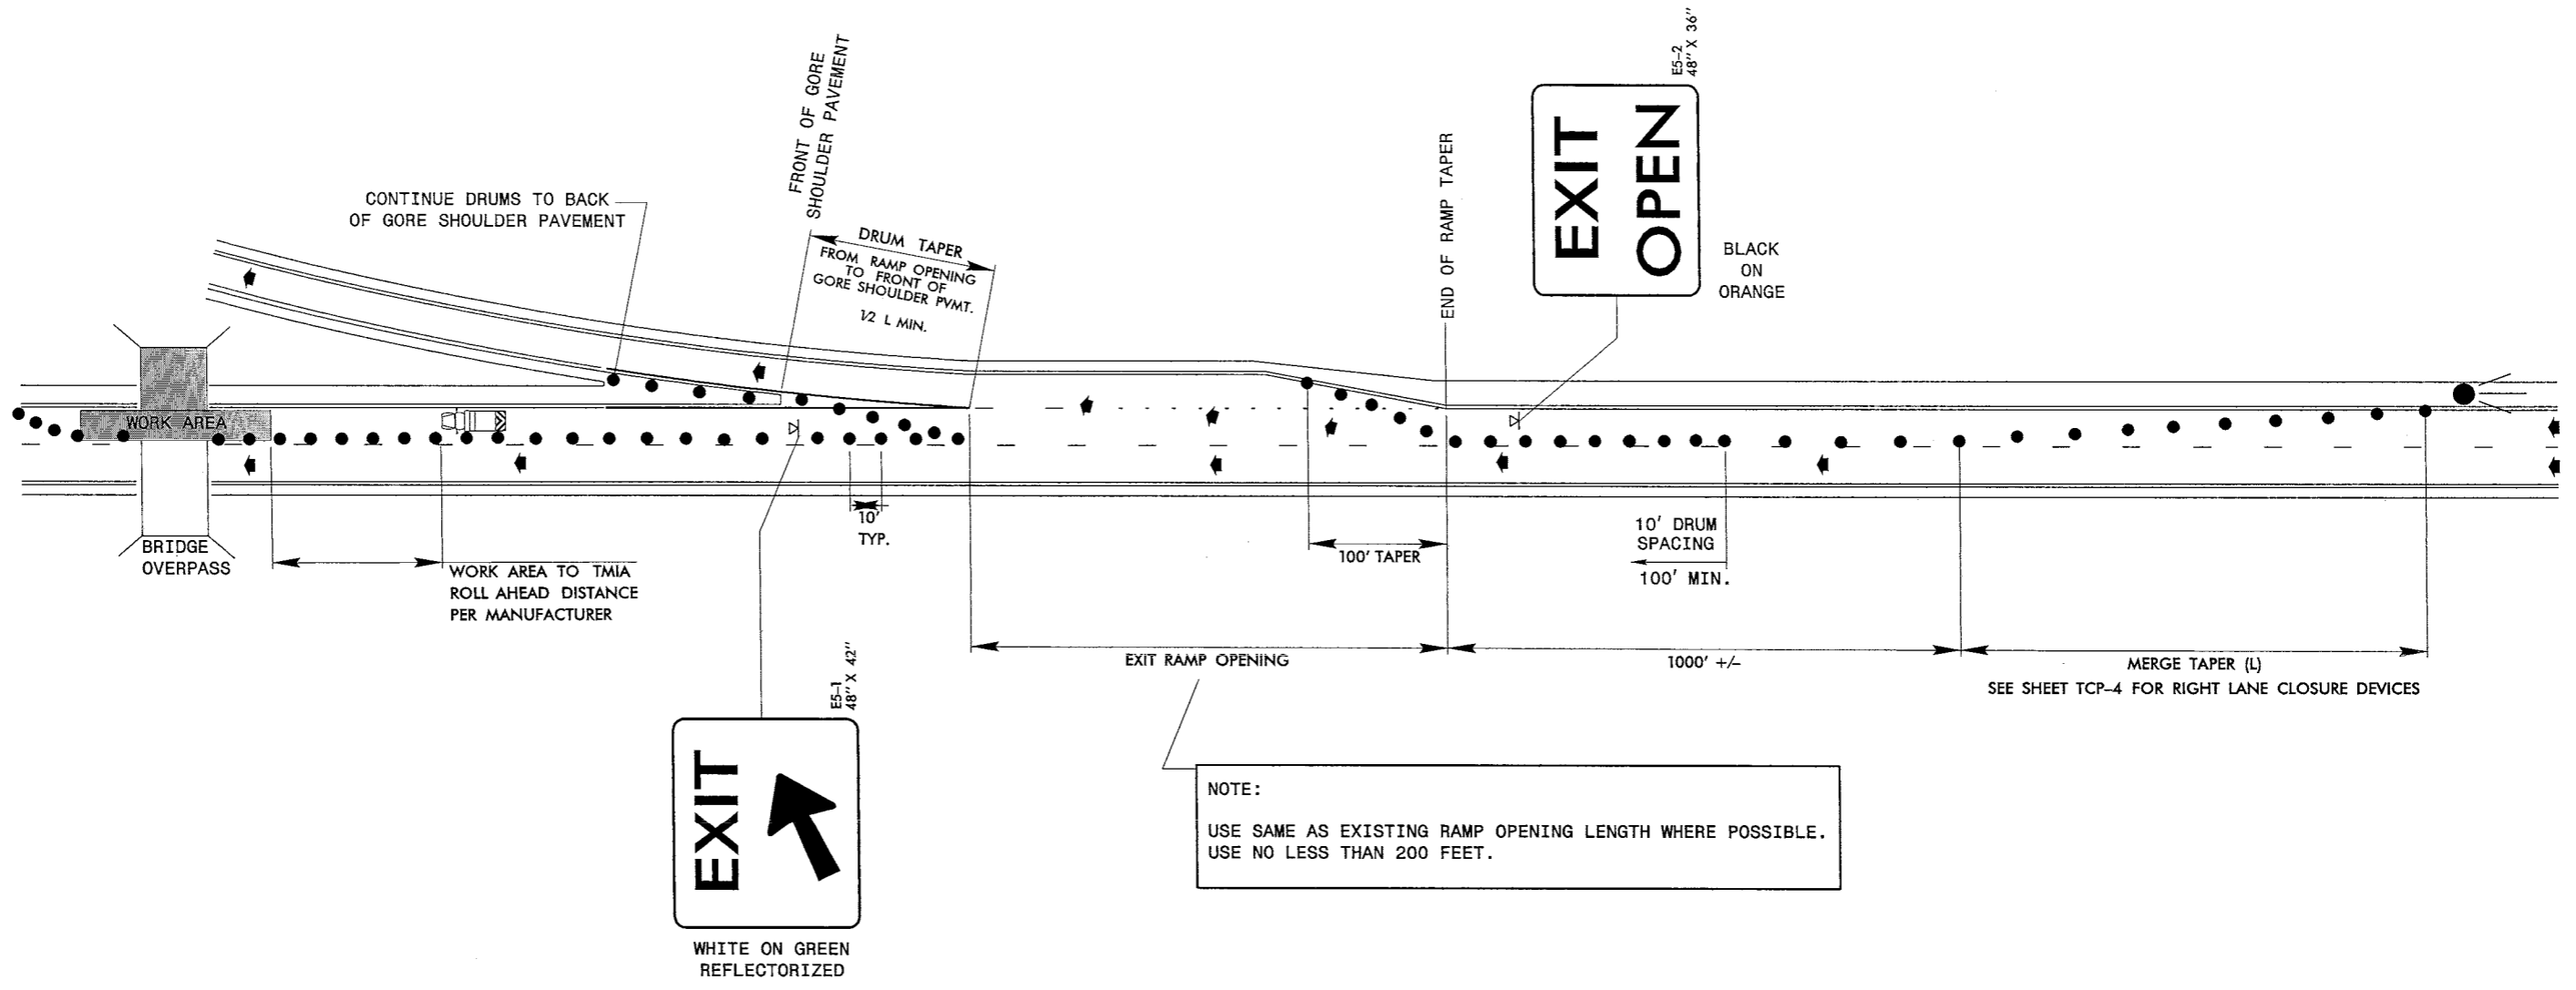 E5-2
48" X 36"
EXIT
OPEN
BLACK
ON
ORANGE
END OF RAMP TAPER
FRONT OF GORE
SHOULDER PAVEMENT
CONTINUE DRUMS TO BACK
OF GORE SHOULDER PAVEMENT
DRUM TAPER
FROM RAMP OPENING
TO FRONT OF
GORE SHOULDER PVMT.
1/2 L MIN.
WORK AREA
BRIDGE
OVERPASS
WORK AREA TO TMIA
ROLL AHEAD DISTANCE
PER MANUFACTURER
10'
TYP.
100' TAPER
10' DRUM
SPACING
100' MIN.
EXIT RAMP OPENING
1000' +/-
MERGE TAPER (L)
SEE SHEET TCP-4 FOR RIGHT LANE CLOSURE DEVICES
E5-1
48" X 42"
EXIT
WHITE ON GREEN
REFLECTORIZED
NOTE:
USE SAME AS EXISTING RAMP OPENING LENGTH WHERE POSSIBLE.
USE NO LESS THAN 200 FEET.